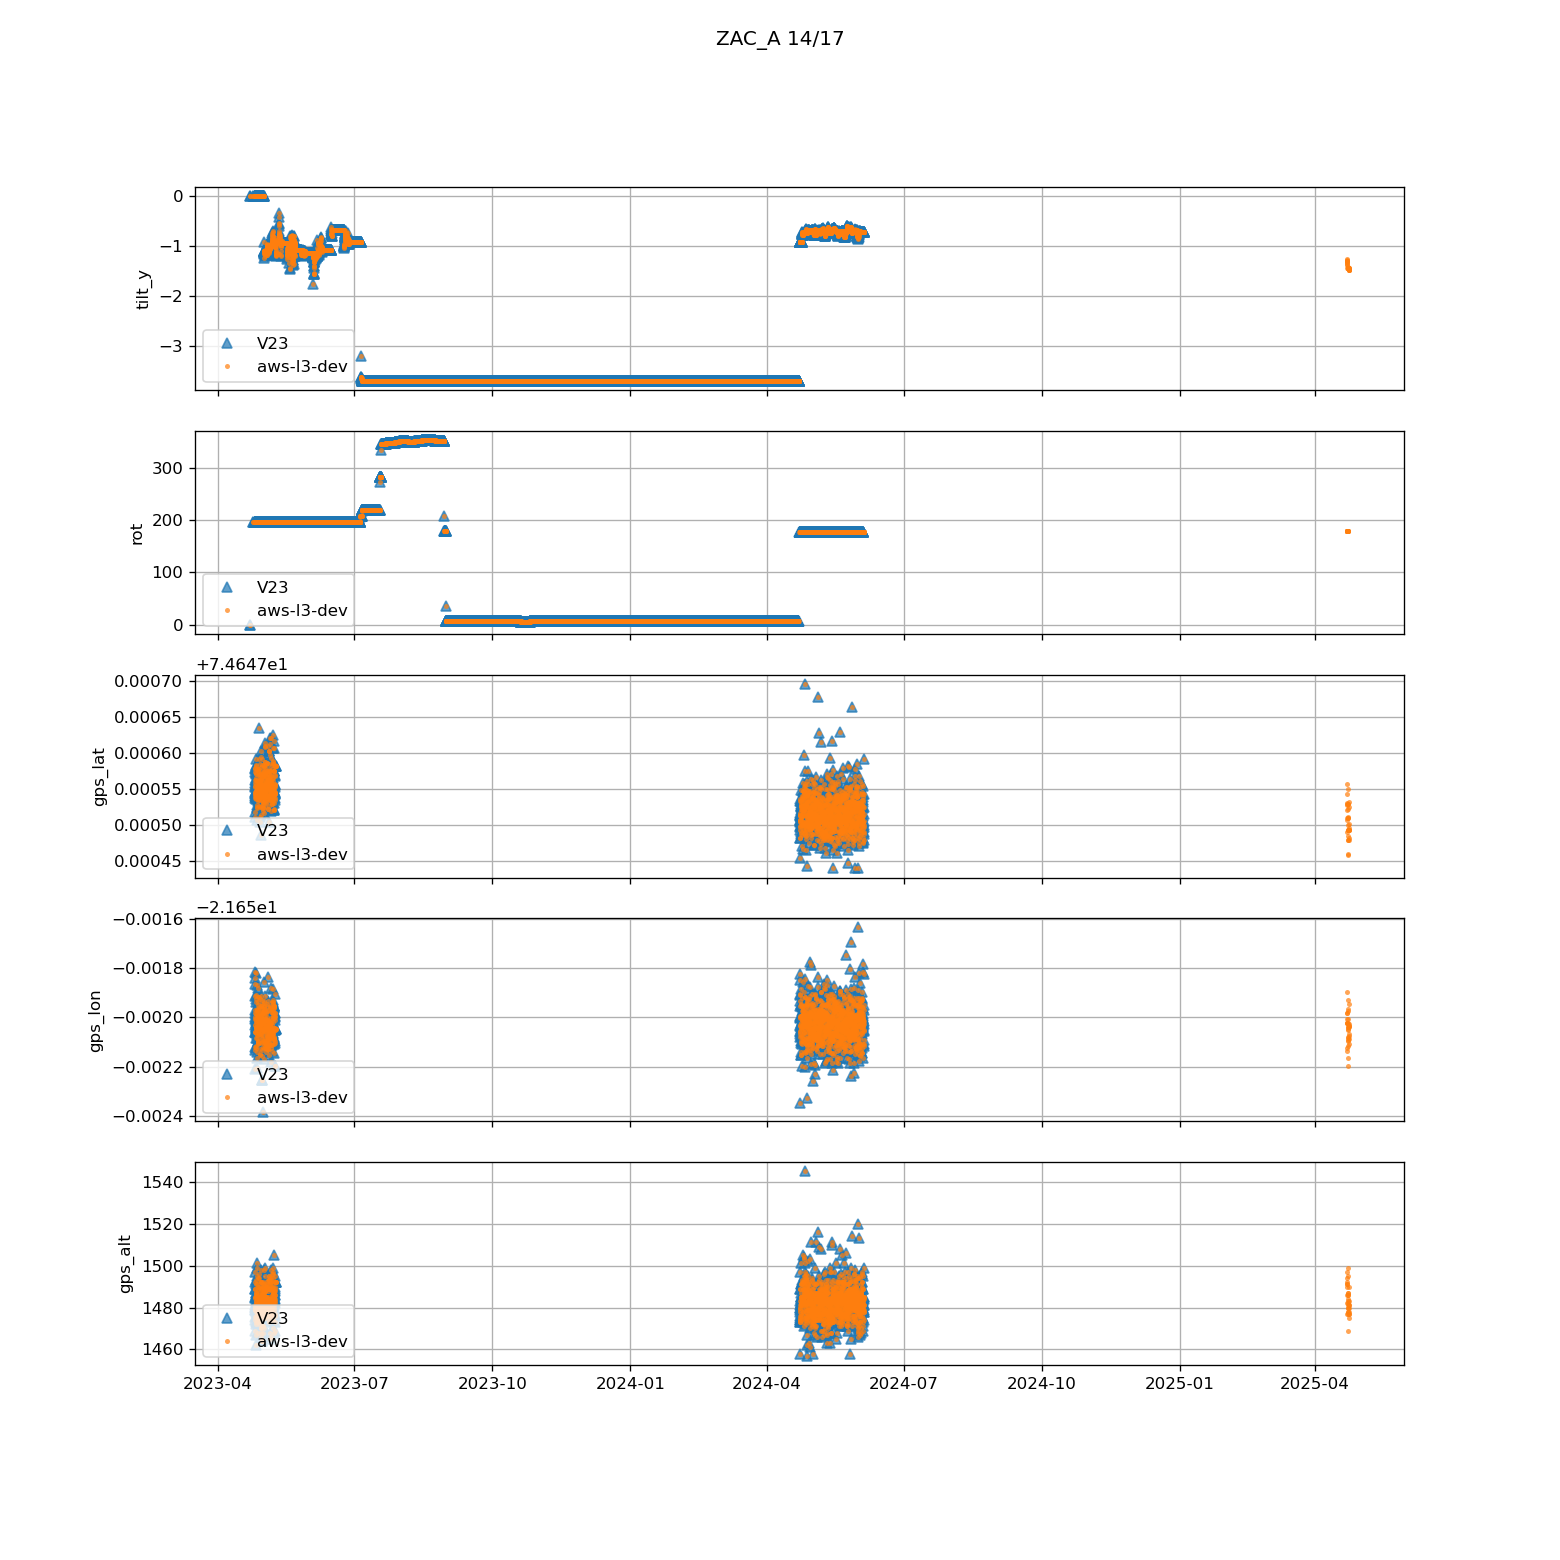 ZAC_A 14/17
0
−1
−2
−3
tilt_y
V23
aws-l3-dev
300
200
100
0
rot
V23
aws-l3-dev
+7.4647e1
0.00070
0.00065
0.00060
0.00055
0.00050
0.00045
gps_lat
V23
aws-l3-dev
−2.165e1
−0.0016
−0.0018
−0.0020
−0.0022
−0.0024
gps_lon
V23
aws-l3-dev
1540
1520
1500
1480
1460
gps_alt
V23
aws-l3-dev
2023-04 2023-07 2023-10 2024-01 2024-04 2024-07 2024-10 2025-01 2025-04